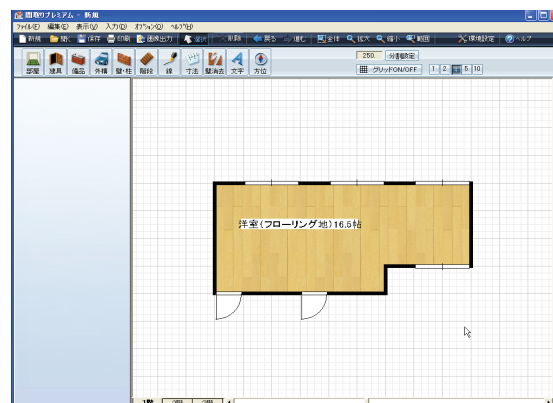 間取りプレミアム - 新規
ファイル(F) 編集(E) 表示(V) 入力(D) オプション(O) ヘルプ(H)
新規 開く 保存 印刷 画像出力 選択 削除 戻る 進む 全体 拡大 縮小 範囲 環境設定 ヘルプ
部屋 建具 備品 外構 壁・柱 階段 線 寸法 壁消去 文字 方位
250. 分割設定
グリッドON/OFF 1 2 5 10
洋室(フローリング地)16.5帖
1階 2階 3階